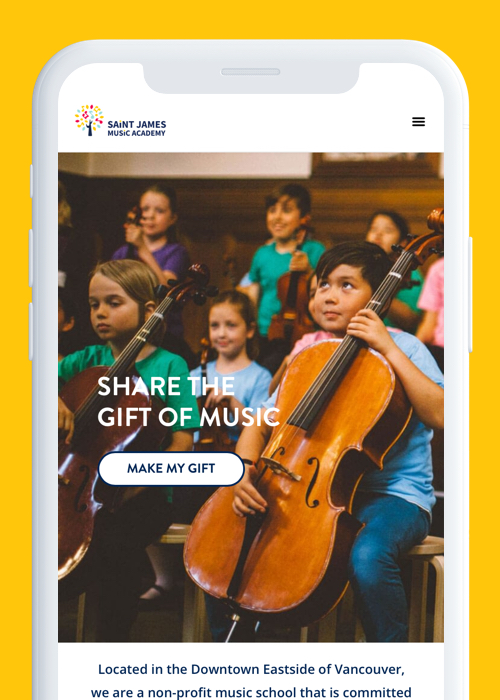 SAiNT JAMES
MUSiC ACADEMY
SHARE THE
GIFT OF MUSIC
MAKE MY GIFT
Located in the Downtown Eastside of Vancouver,
we are a non-profit music school that is committed